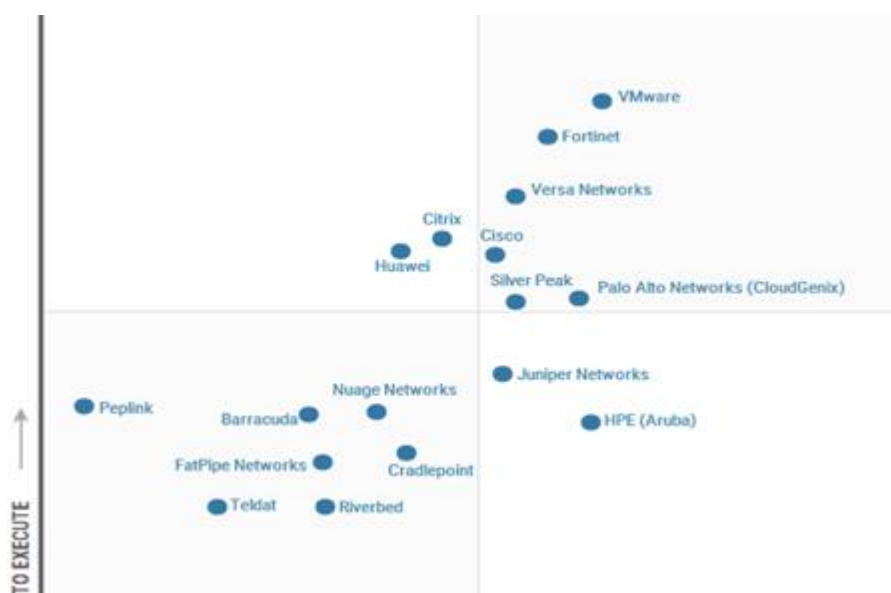 VMware
Fortinet
Versa Networks
Citrix
Cisco
Huawei
Silver Peak
Palo Alto Networks (CloudGenix)
Juniper Networks
Nuage Networks
Peplink
Barracuda
HPE (Aruba)
FatPipe Networks
Cradlepoint
Teldat
Riverbed
TO EXECUTE